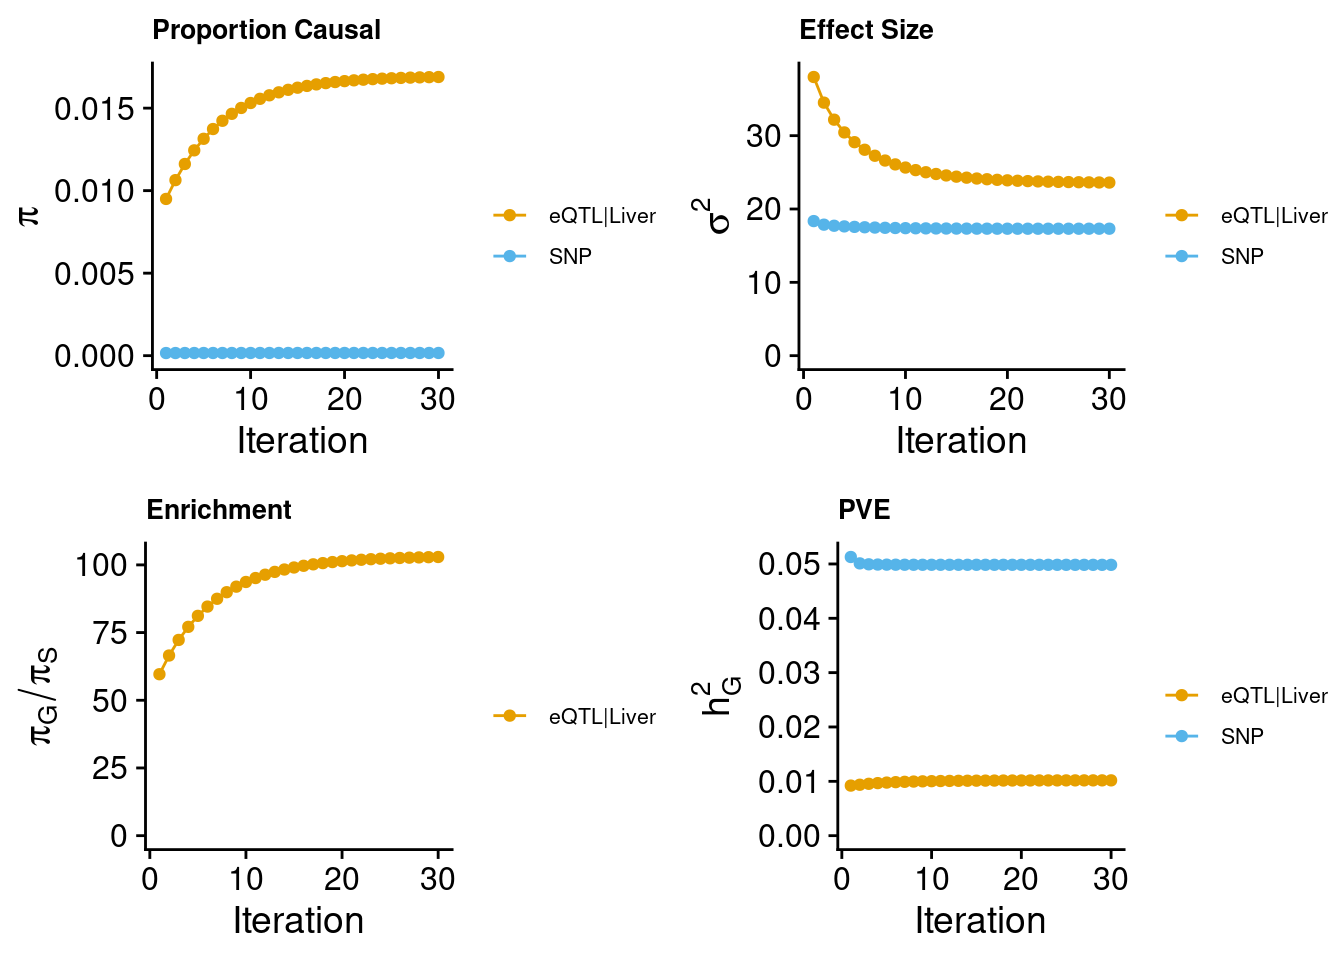 Proportion Causal
0.015
0.010
0.005
0.000
π
0 10 20 30
Iteration
eQTL|Liver
SNP
Effect Size
30
20
10
0
σ²
0 10 20 30
Iteration
eQTL|Liver
SNP
Enrichment
100
75
50
25
0
π_G/π_S
0 10 20 30
Iteration
eQTL|Liver
PVE
0.05
0.04
0.03
0.02
0.01
0.00
h²_G
0 10 20 30
Iteration
eQTL|Liver
SNP